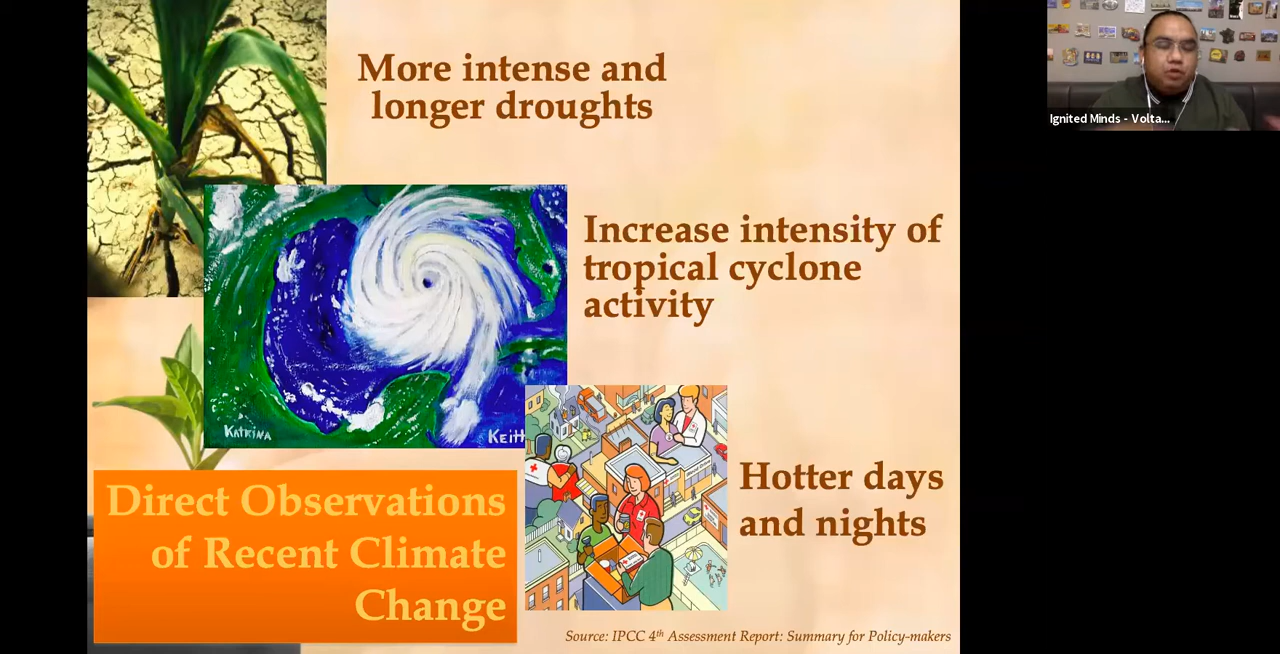 More intense and
longer droughts
Ignited Minds - Volta...
Increase intensity of
tropical cyclone
activity
KATRINA
KEITH
Hotter days
and nights
Direct Observations
of Recent Climate
Change
Source: IPCC 4th Assessment Report: Summary for Policy-makers